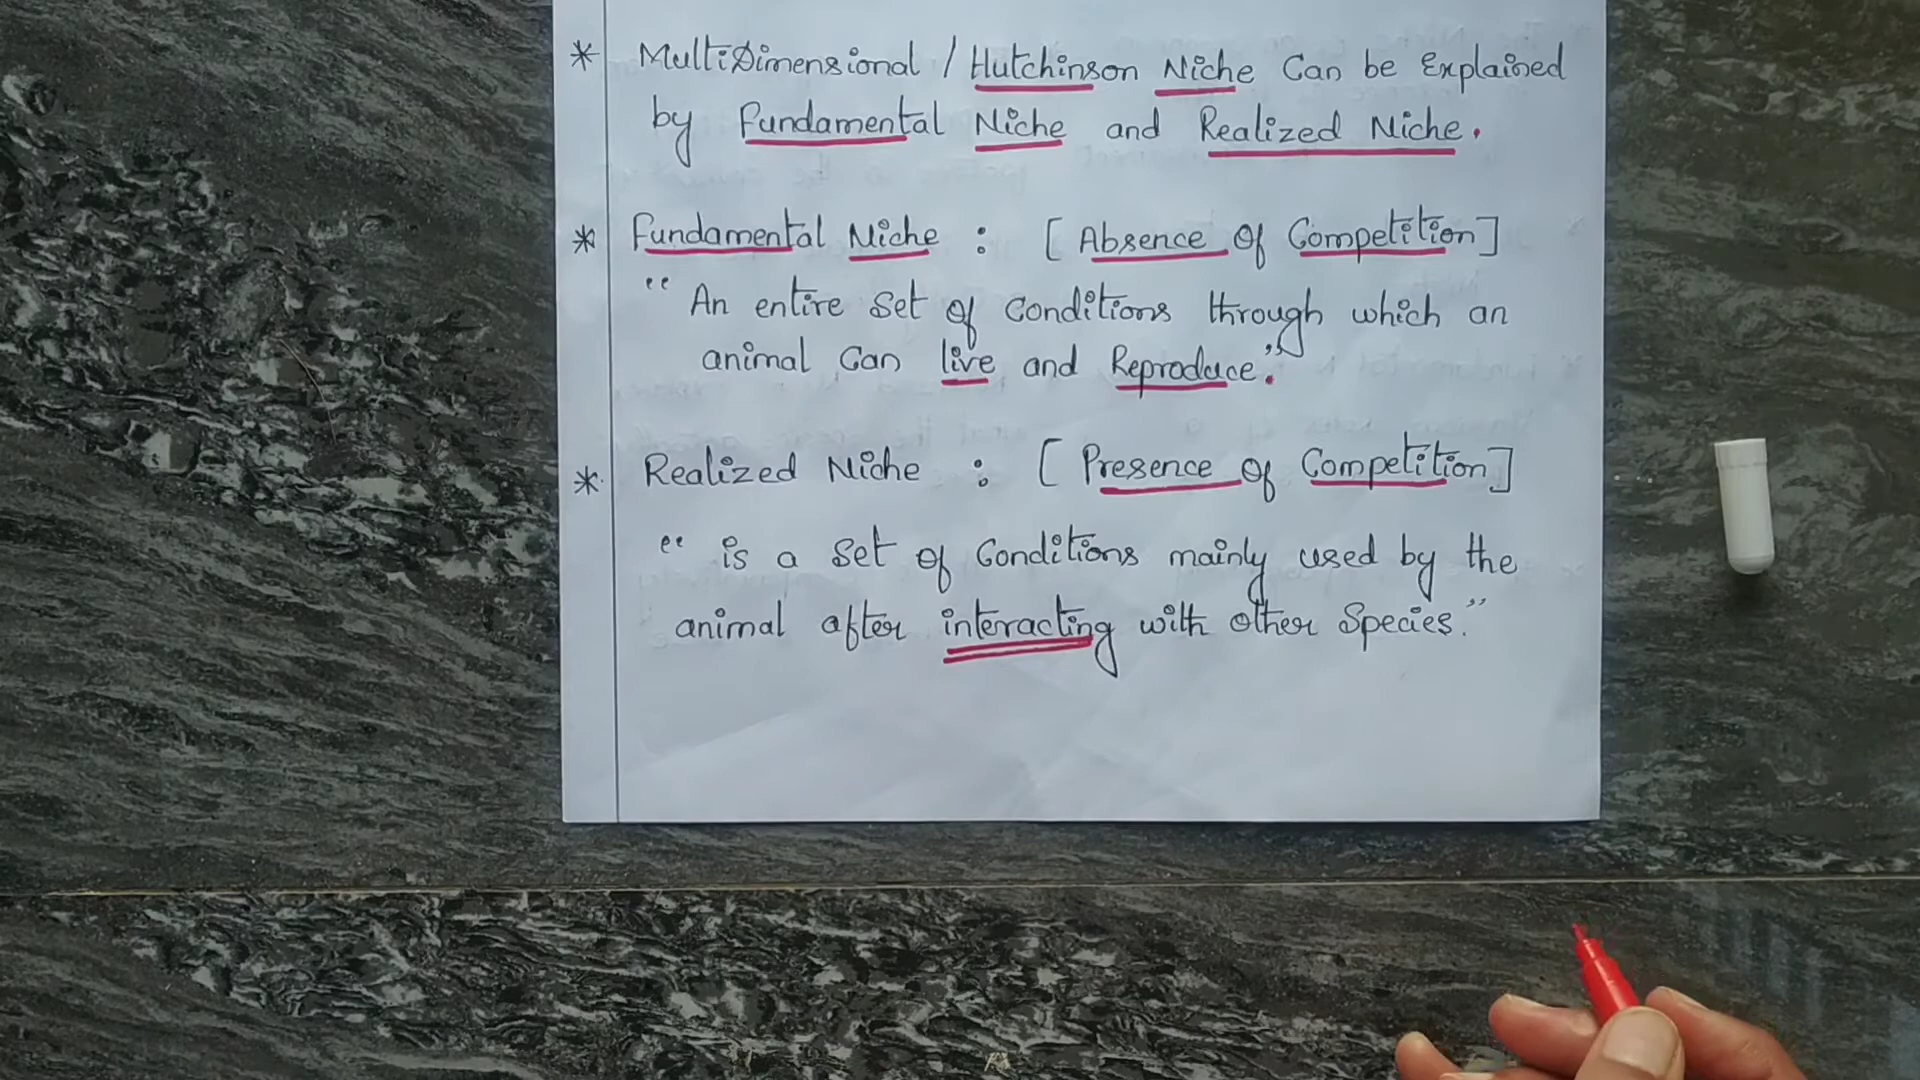 * MultiDimensional / Hutchinson Niche Can be Explained
by Fundamental Niche and Realized Niche.
* Fundamental Niche : [ Absence Of Competition ]
" An entire Set of Conditions through which an
animal Can live and Reproduce."
* Realized Niche : [ Presence of Competition ]
" is a Set of Conditions mainly used by the
animal after interacting with other Species."